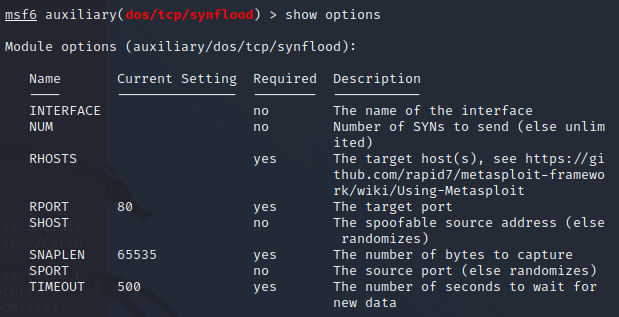 msf6 auxiliary(dos/tcp/synflood) > show options
Module options (auxiliary/dos/tcp/synflood):
Name Current Setting Required Description
INTERFACE no The name of the interface
NUM no Number of SYNs to send (else unlim
ited)
RHOSTS yes The target host(s), see https://gi
thub.com/rapid7/metasploit-framewo
rk/wiki/Using-Metasploit
RPORT 80 yes The target port
SHOST no The spoofable source address (else
randomizes)
SNAPLEN 65535 yes The number of bytes to capture
SPORT no The source port (else randomizes)
TIMEOUT 500 yes The number of seconds to wait for
new data